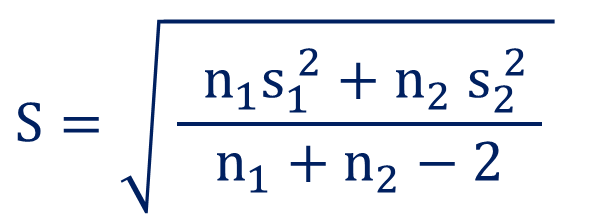 S = √((n₁s₁² + n₂ s₂²)/(n₁ + n₂ − 2))